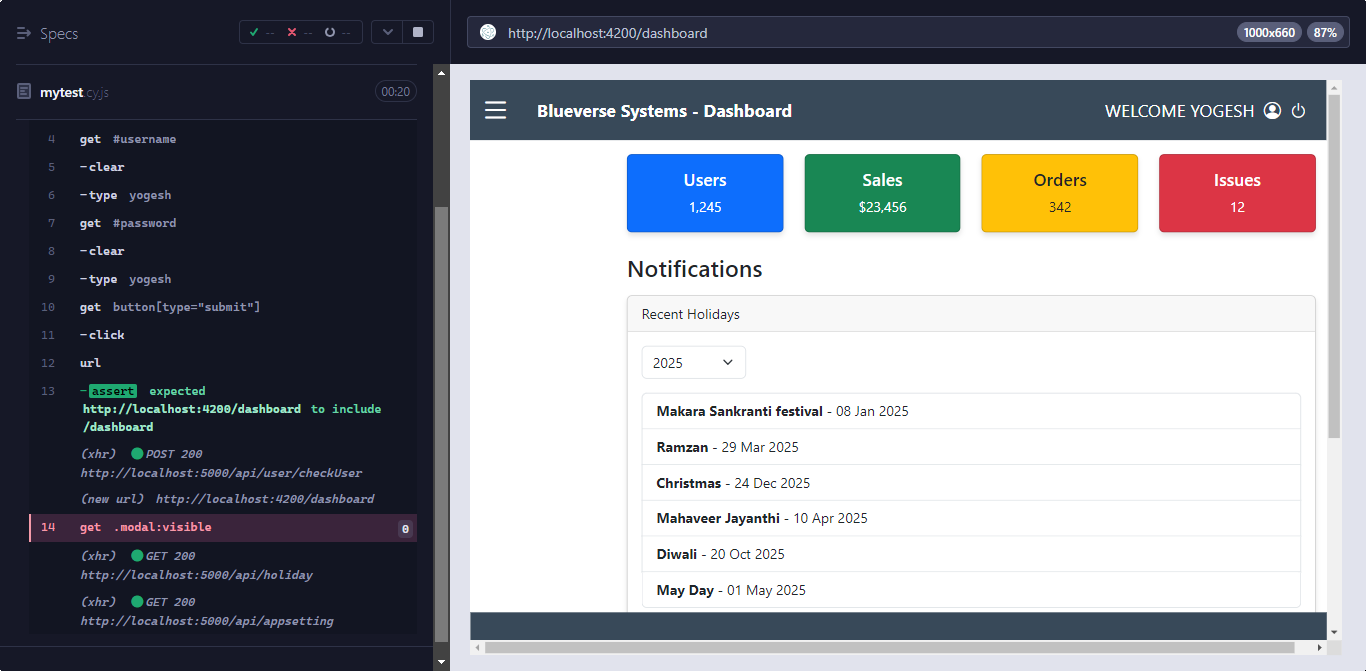 Specs
-- -- --
mytest.cy.js 00:20
4 get #username
5 -clear
6 -type yogesh
7 get #password
8 -clear
9 -type yogesh
10 get button[type="submit"]
11 -click
12 url
13 -assert expected
http://localhost:4200/dashboard to include
/dashboard
(xhr) POST 200
http://localhost:5000/api/user/checkUser
(new url) http://localhost:4200/dashboard
14 get .modal:visible 0
(xhr) GET 200
http://localhost:5000/api/holiday
(xhr) GET 200
http://localhost:5000/api/appsetting
http://localhost:4200/dashboard 1000x660 87%
Blueverse Systems - Dashboard WELCOME YOGESH
Users
1,245
Sales
$23,456
Orders
342
Issues
12
Notifications
Recent Holidays
2025
Makara Sankranti festival - 08 Jan 2025
Ramzan - 29 Mar 2025
Christmas - 24 Dec 2025
Mahaveer Jayanthi - 10 Apr 2025
Diwali - 20 Oct 2025
May Day - 01 May 2025